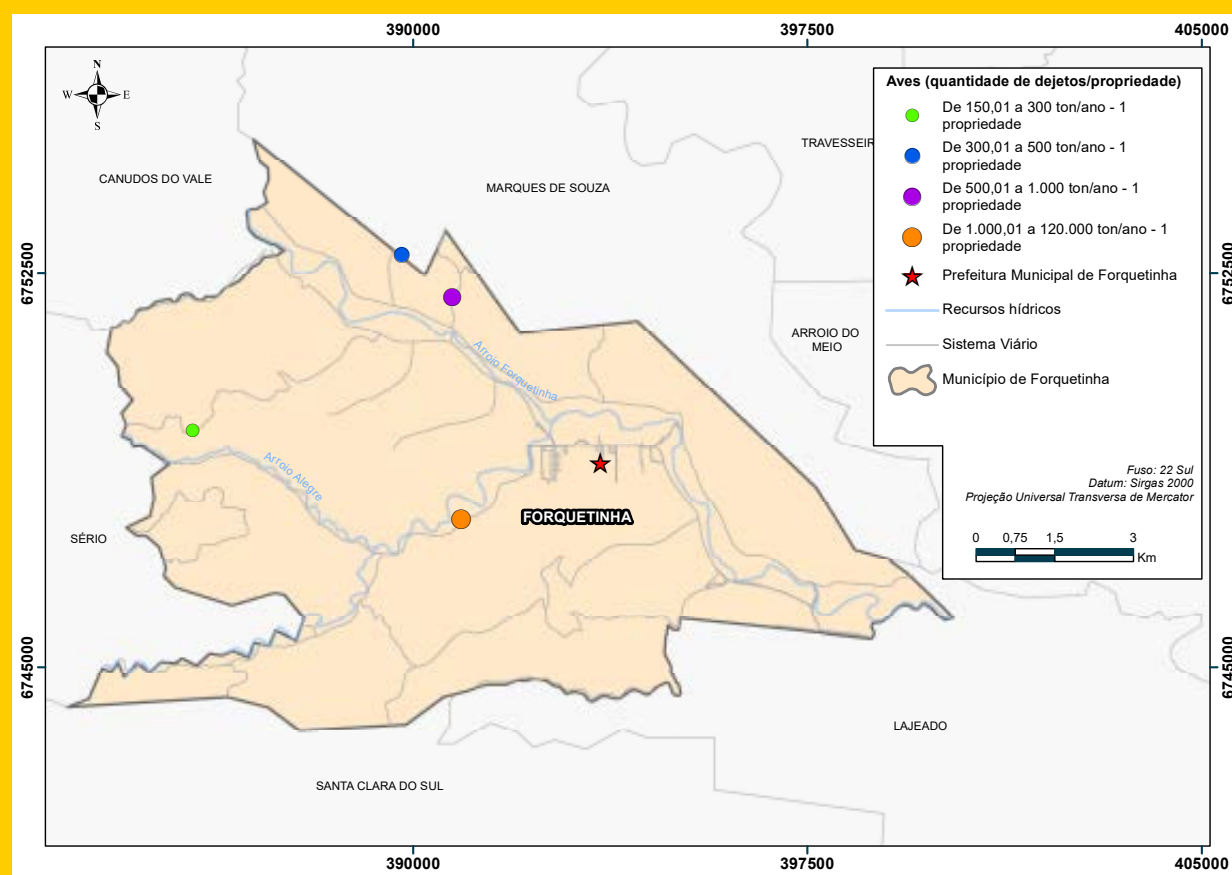 390000
397500
405000
N
W
E
S
Aves (quantidade de dejetos/propriedade)
De 150,01 a 300 ton/ano - 1
propriedade
De 300,01 a 500 ton/ano - 1
propriedade
De 500,01 a 1.000 ton/ano - 1
propriedade
De 1.000,01 a 120.000 ton/ano - 1
propriedade
Prefeitura Municipal de Forquetinha
Recursos hídricos
Sistema Viário
Município de Forquetinha
Fuso: 22 Sul
Datum: Sirgas 2000
Projeção Universal Transversa de Mercator
0 0,75 1,5 3
Km
TRAVESSEIR
CANUDOS DO VALE
MARQUES DE SOUZA
6752500
6752500
ARROIO DO
MEIO
Arroio Forquetinha
Arroio Alegre
FORQUETINHA
SÉRIO
6745000
6745000
LAJEADO
SANTA CLARA DO SUL
390000
397500
405000